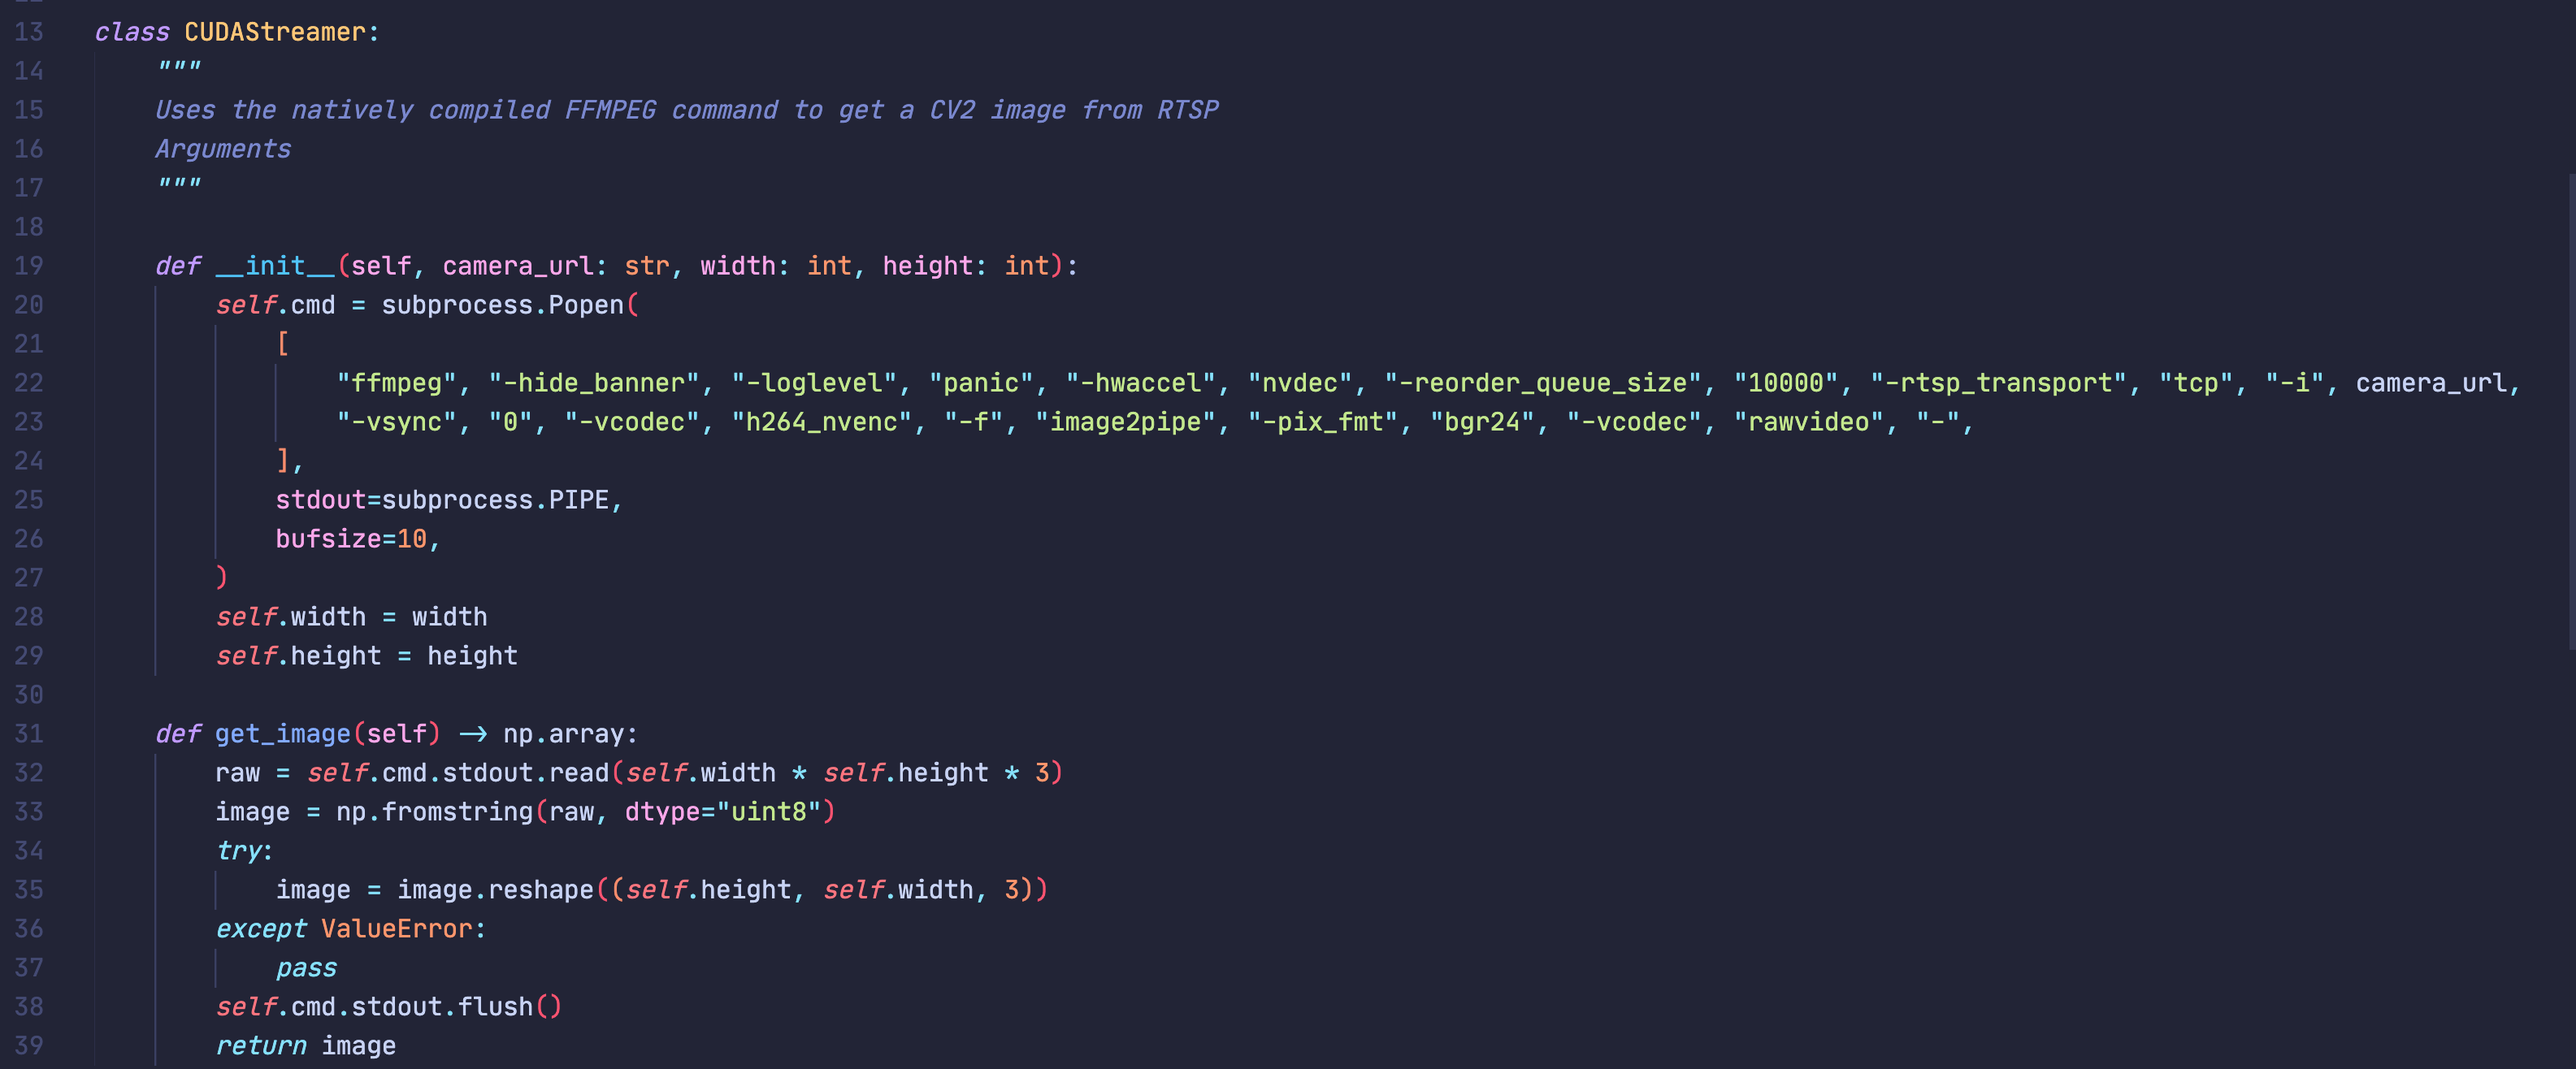 13 class CUDAStreamer:
14 """
15 Uses the natively compiled FFMPEG command to get a CV2 image from RTSP
16 Arguments
17 """
18
19 def __init__(self, camera_url: str, width: int, height: int):
20 self.cmd = subprocess.Popen(
21 [
22 "ffmpeg", "-hide_banner", "-loglevel", "panic", "-hwaccel", "nvdec", "-reorder_queue_size", "10000", "-rtsp_transport", "tcp", "-i", camera_url,
23 "-vsync", "0", "-vcodec", "h264_nvenc", "-f", "image2pipe", "-pix_fmt", "bgr24", "-vcodec", "rawvideo", "-",
24 ],
25 stdout=subprocess.PIPE,
26 bufsize=10,
27 )
28 self.width = width
29 self.height = height
30
31 def get_image(self) -> np.array:
32 raw = self.cmd.stdout.read(self.width * self.height * 3)
33 image = np.fromstring(raw, dtype="uint8")
34 try:
35 image = image.reshape((self.height, self.width, 3))
36 except ValueError:
37 pass
38 self.cmd.stdout.flush()
39 return image